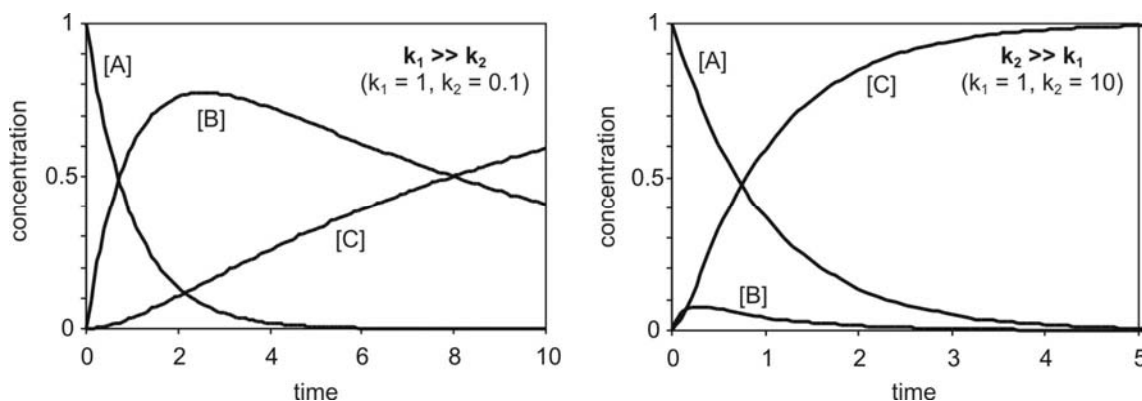 1
[A]
k₁ >> k₂
(k₁ = 1, k₂ = 0.1)
[B]
0.5
concentration
[C]
0
0 2 4 6 8 10
time
1
[A]
k₂ >> k₁
(k₁ = 1, k₂ = 10)
[C]
0.5
concentration
[B]
0
0 1 2 3 4 5
time